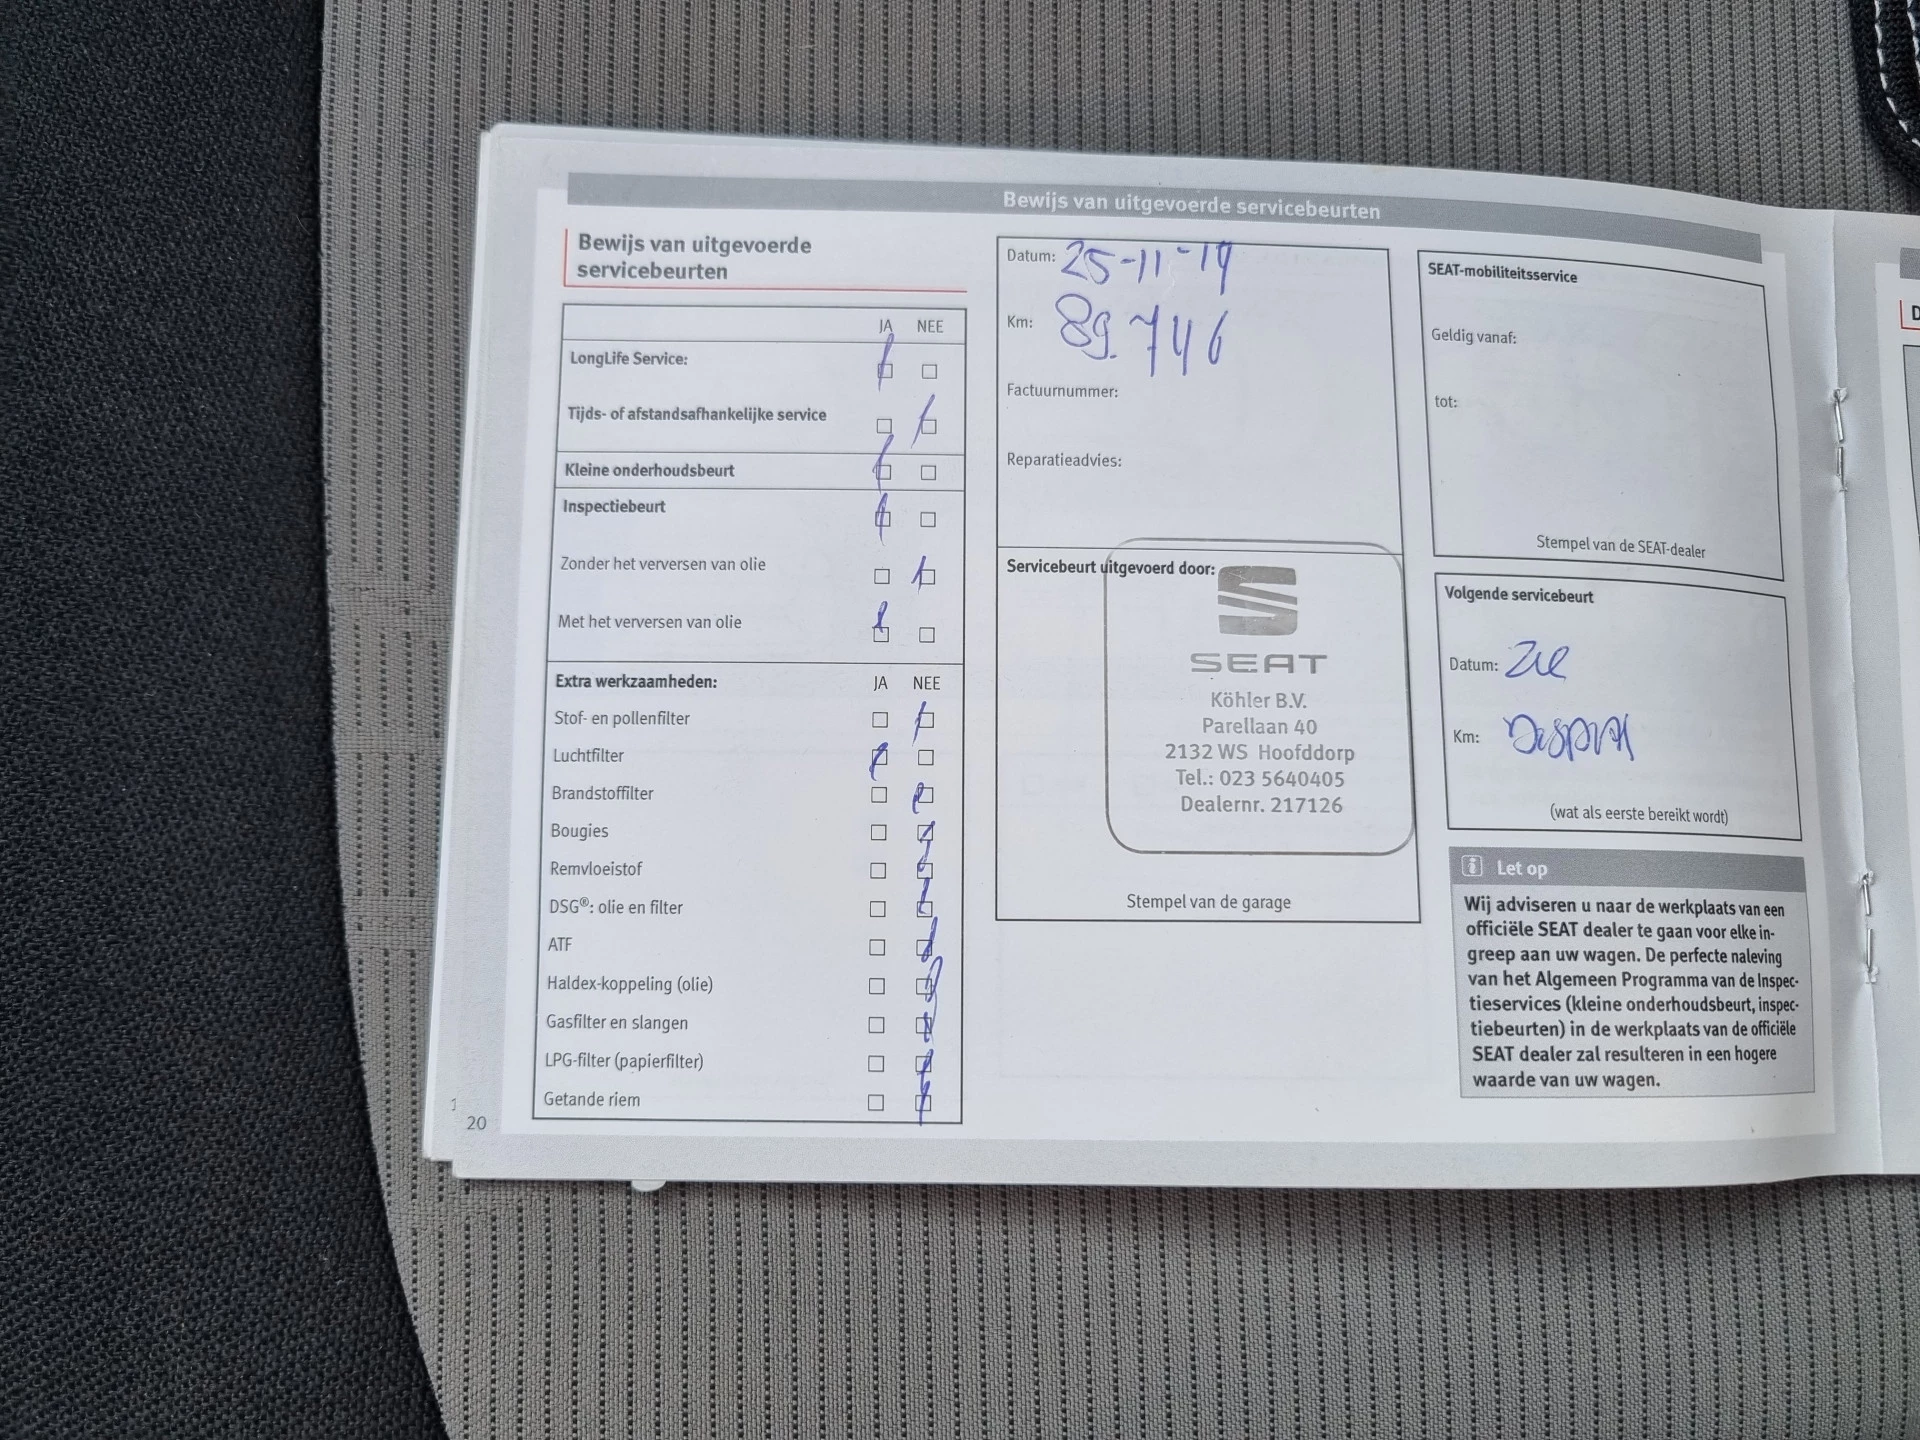 Bewijs van uitgevoerde servicebeurten
Bewijs van uitgevoerde
servicebeurten
JA NEE
LongLife Service:
Tijds- of afstandsafhankelijke service
Kleine onderhoudsbeurt
Inspectiebeurt
Zonder het verversen van olie
Met het verversen van olie
Extra werkzaamheden: JA NEE
Stof- en pollenfilter
Luchtfilter
Brandstoffilter
Bougies
Remvloeistof
DSG®: olie en filter
ATF
Haldex-koppeling (olie)
Gasfilter en slangen
LPG-filter (papierfilter)
Getande riem
20
Datum: 25-11-
Km: 89.746
Factuurnummer:
Reparatieadvies:
Servicebeurt uitgevoerd door:
SEAT
Köhler B.V.
Parellaan 40
2132 WS Hoofddorp
Tel.: 023 5640405
Dealernr. 217126
Stempel van de garage
SEAT-mobiliteitsservice
Geldig vanaf:
tot:
Stempel van de SEAT-dealer
Volgende servicebeurt
Datum: Zie
Km:
(wat als eerste bereikt wordt)
i Let op
Wij adviseren u naar de werkplaats van een
officiële SEAT dealer te gaan voor elke in-
greep aan uw wagen. De perfecte naleving
van het Algemeen Programma van de Inspec-
tieservices (kleine onderhoudsbeurt, inspec-
tiebeurten) in de werkplaats van de officiële
SEAT dealer zal resulteren in een hogere
waarde van uw wagen.
D